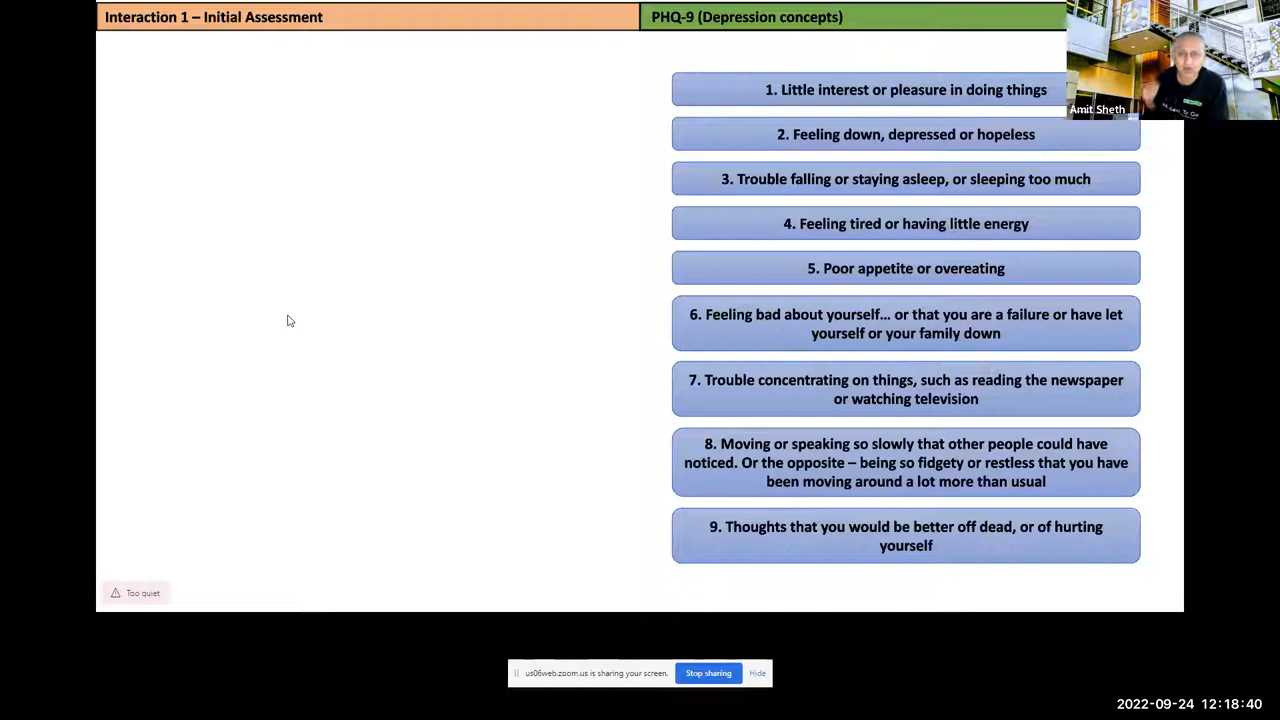 Interaction 1 – Initial Assessment
PHQ-9 (Depression concepts)
Amit Sheth
1. Little interest or pleasure in doing things
2. Feeling down, depressed or hopeless
3. Trouble falling or staying asleep, or sleeping too much
4. Feeling tired or having little energy
5. Poor appetite or overeating
6. Feeling bad about yourself… or that you are a failure or have let
yourself or your family down
7. Trouble concentrating on things, such as reading the newspaper
or watching television
8. Moving or speaking so slowly that other people could have
noticed. Or the opposite – being so fidgety or restless that you have
been moving around a lot more than usual
9. Thoughts that you would be better off dead, or of hurting
yourself
Too quiet
us06web.zoom.us is sharing your screen.
Stop sharing
Hide
2022-09-24 12:18:40